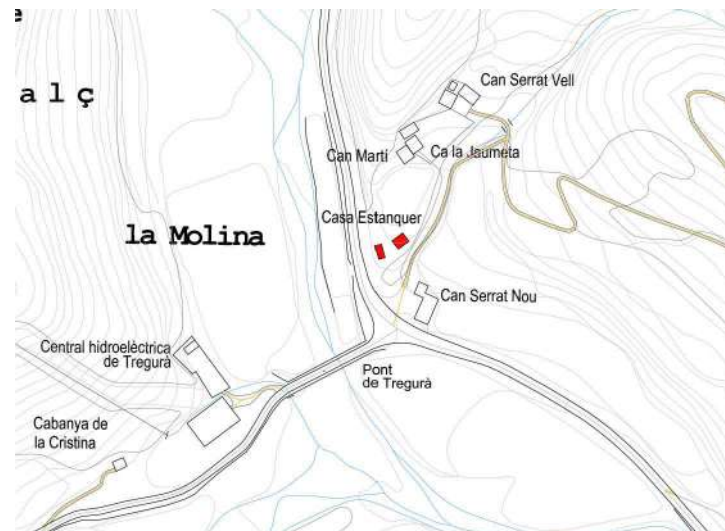 e
a l ç
Can Serrat Vell
Can Martí
Ca la Jaumeta
Casa Estanquer
la Molina
Can Serrat Nou
Central hidroelèctrica
de Tregurà
Pont
de Tregurà
Cabanya de
la Cristina